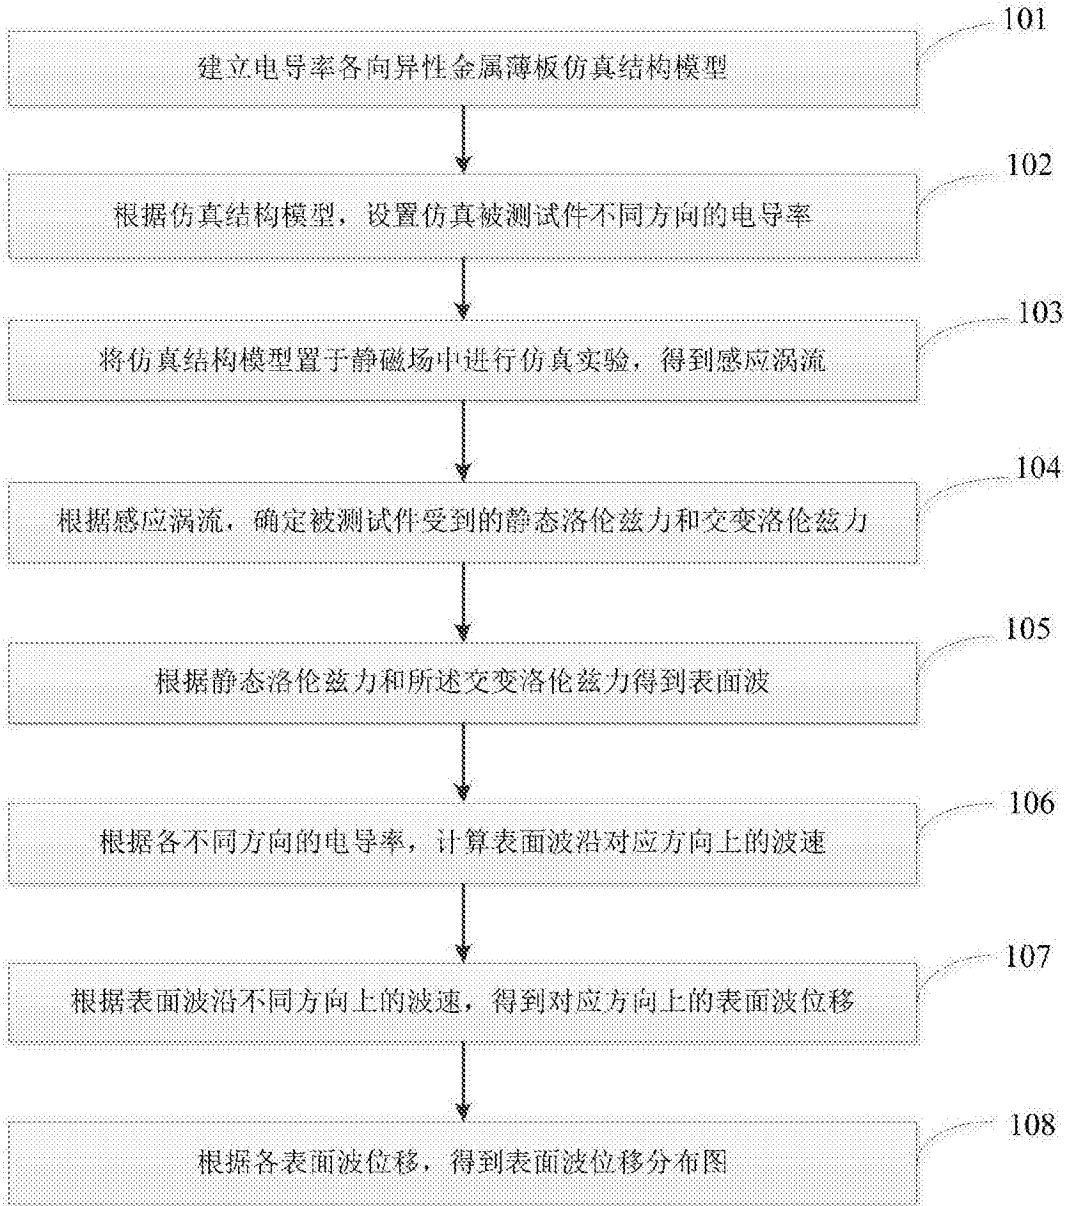 101
建立电导率各向异性金属薄板仿真结构模型
102
根据仿真结构模型，设置仿真被测试件不同方向的电导率
103
将仿真结构模型置于静磁场中进行仿真实验，得到感应涡流
104
根据感应涡流，确定被测试件受到的静态洛伦兹力和交变洛伦兹力
105
根据静态洛伦兹力和所述交变洛伦兹力得到表面波
106
根据各不同方向的电导率，计算表面波沿对应方向上的波速
107
根据表面波沿不同方向上的波速，得到对应方向上的表面波位移
108
根据各表面波位移，得到表面波位移分布图